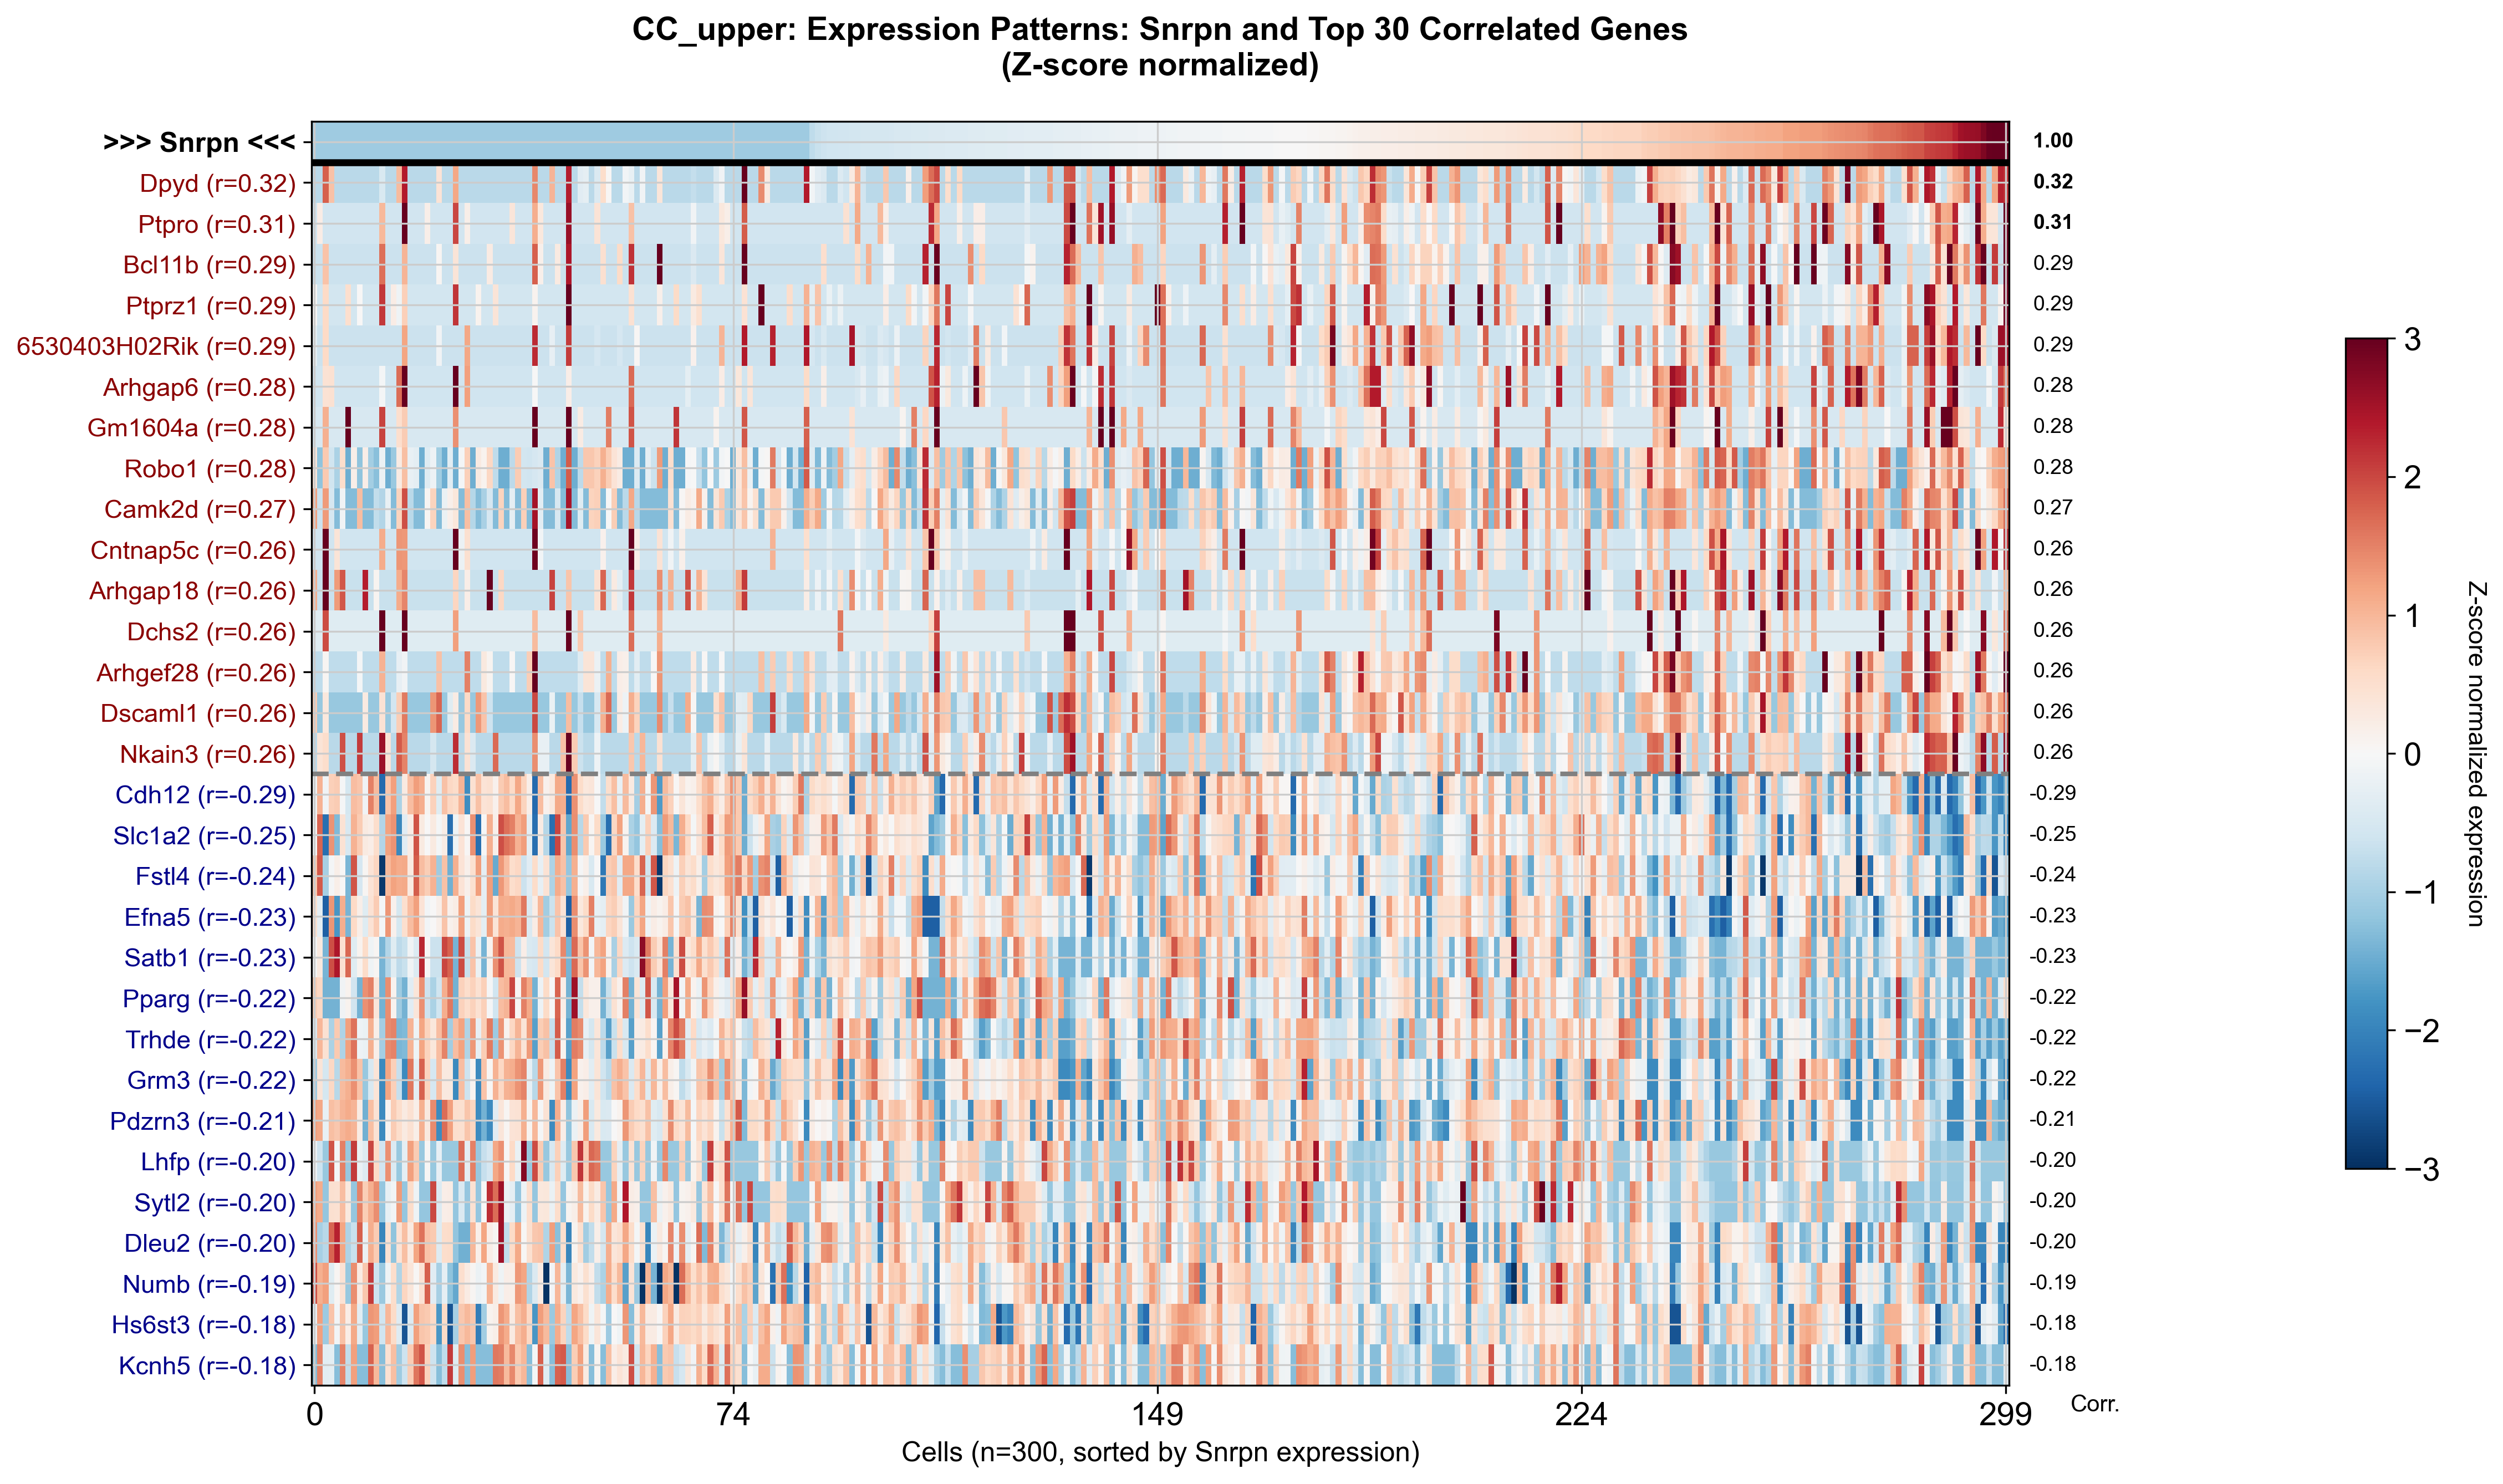 CC_upper: Expression Patterns: Snrpn and Top 30 Correlated Genes
(Z-score normalized)
>>> Snrpn <<< 1.00
Dpyd (r=0.32) 0.32
Ptpro (r=0.31) 0.31
Bcl11b (r=0.29) 0.29
Ptprz1 (r=0.29) 0.29
6530403H02Rik (r=0.29) 0.29
Arhgap6 (r=0.28) 0.28
Gm1604a (r=0.28) 0.28
Robo1 (r=0.28) 0.28
Camk2d (r=0.27) 0.27
Cntnap5c (r=0.26) 0.26
Arhgap18 (r=0.26) 0.26
Dchs2 (r=0.26) 0.26
Arhgef28 (r=0.26) 0.26
Dscaml1 (r=0.26) 0.26
Nkain3 (r=0.26) 0.26
Cdh12 (r=-0.29) -0.29
Slc1a2 (r=-0.25) -0.25
Fstl4 (r=-0.24) -0.24
Efna5 (r=-0.23) -0.23
Satb1 (r=-0.23) -0.23
Pparg (r=-0.22) -0.22
Trhde (r=-0.22) -0.22
Grm3 (r=-0.22) -0.22
Pdzrn3 (r=-0.21) -0.21
Lhfp (r=-0.20) -0.20
Sytl2 (r=-0.20) -0.20
Dleu2 (r=-0.20) -0.20
Numb (r=-0.19) -0.19
Hs6st3 (r=-0.18) -0.18
Kcnh5 (r=-0.18) -0.18
Corr.
0 74 149 224 299
Cells (n=300, sorted by Snrpn expression)
3
2
1
0
−1
−2
−3
Z-score normalized expression